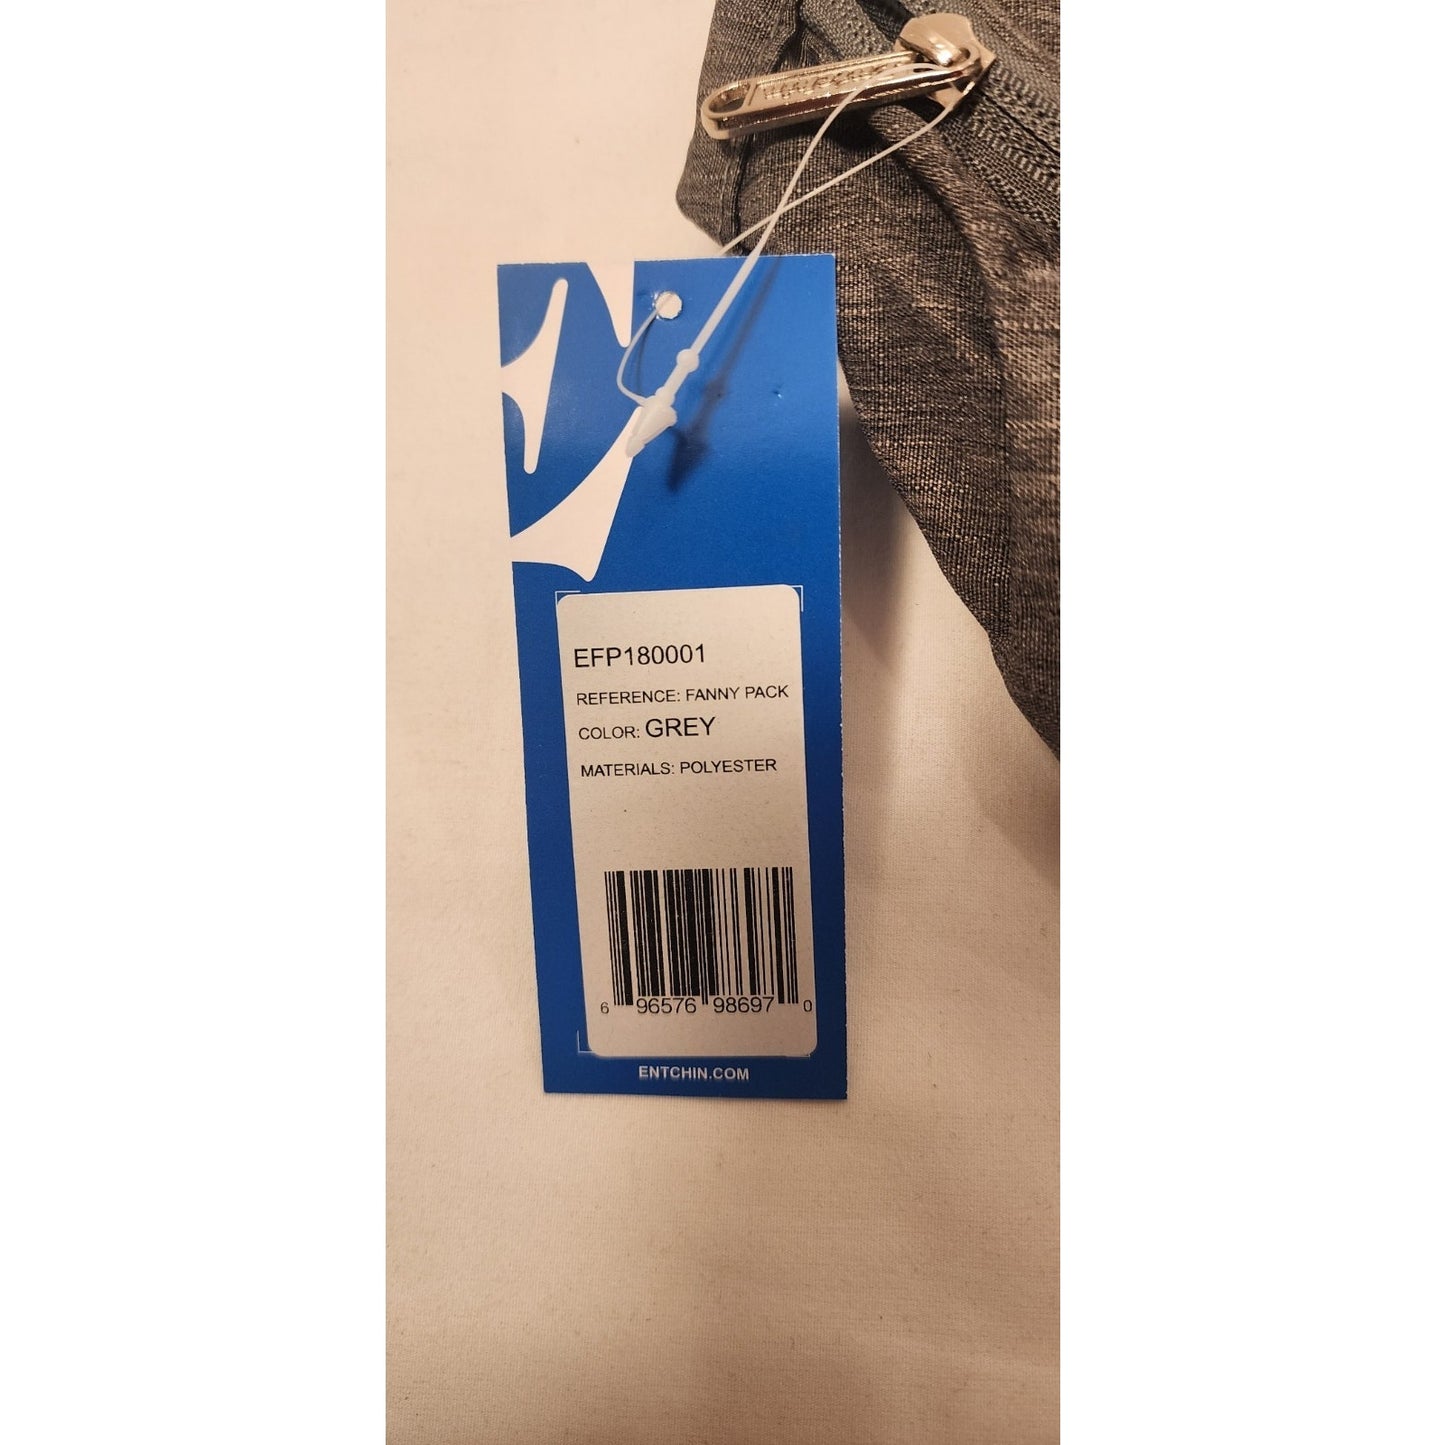 EFP180001
REFERENCE: FANNY PACK
COLOR: GREY
MATERIALS: POLYESTER
6 96576 98697 0
ENTCHIN.COM